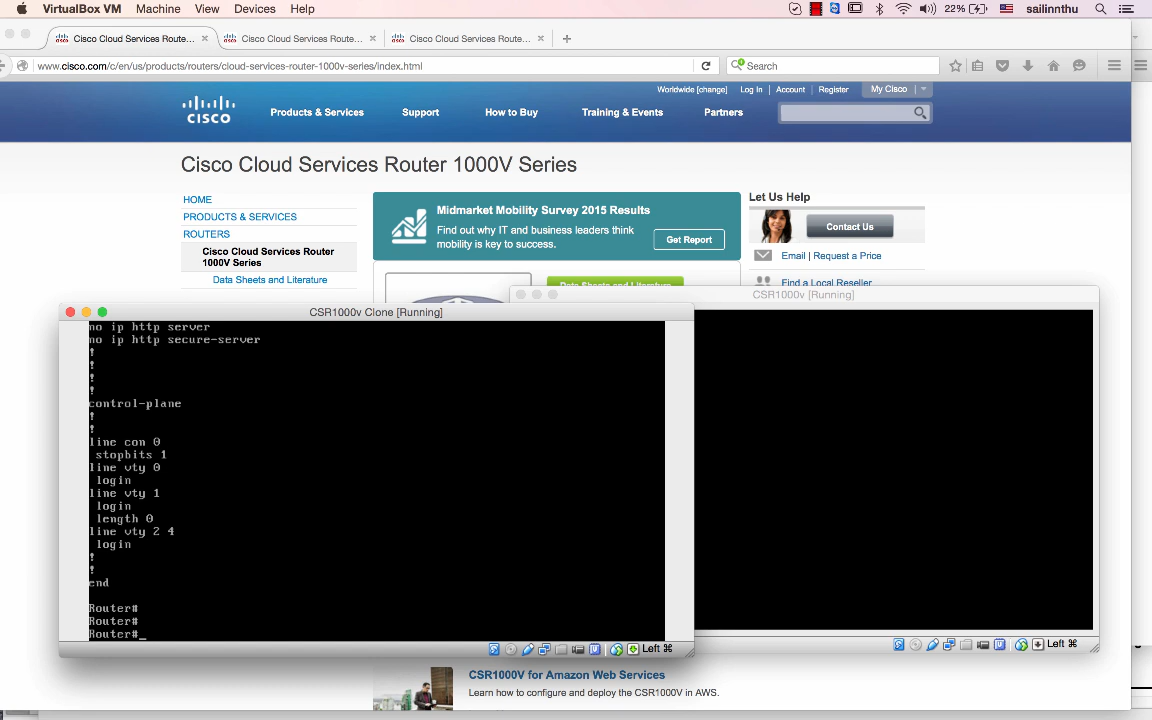 VirtualBox VM Machine View Devices Help 22% sailinnthu
Cisco Cloud Services Route... × Cisco Cloud Services Route... × Cisco Cloud Services Route... × +
www.cisco.com/c/en/us/products/routers/cloud-services-router-1000v-series/index.html
Search
Worldwide [change] Log In Account Register My Cisco
CISCO
Products & Services Support How to Buy Training & Events Partners
Cisco Cloud Services Router 1000V Series
HOME
PRODUCTS & SERVICES
ROUTERS
Cisco Cloud Services Router
1000V Series
Data Sheets and Literature
Midmarket Mobility Survey 2015 Results
Find out why IT and business leaders think
mobility is key to success.
Get Report
Let Us Help
Contact Us
Email | Request a Price
Find a Local Reseller
Data Sheets and Literature
CSR1000v [Running]
CSR1000v Clone [Running]
no ip http server
no ip http secure-server
!
!
!
!
control-plane
!
!
line con 0
stopbits 1
line vty 0
login
line vty 1
login
length 0
line vty 2 4
login
!
!
end
Router#
Router#
Router#_
Left ⌘
Left ⌘
CSR1000V for Amazon Web Services
Learn how to configure and deploy the CSR1000V in AWS.